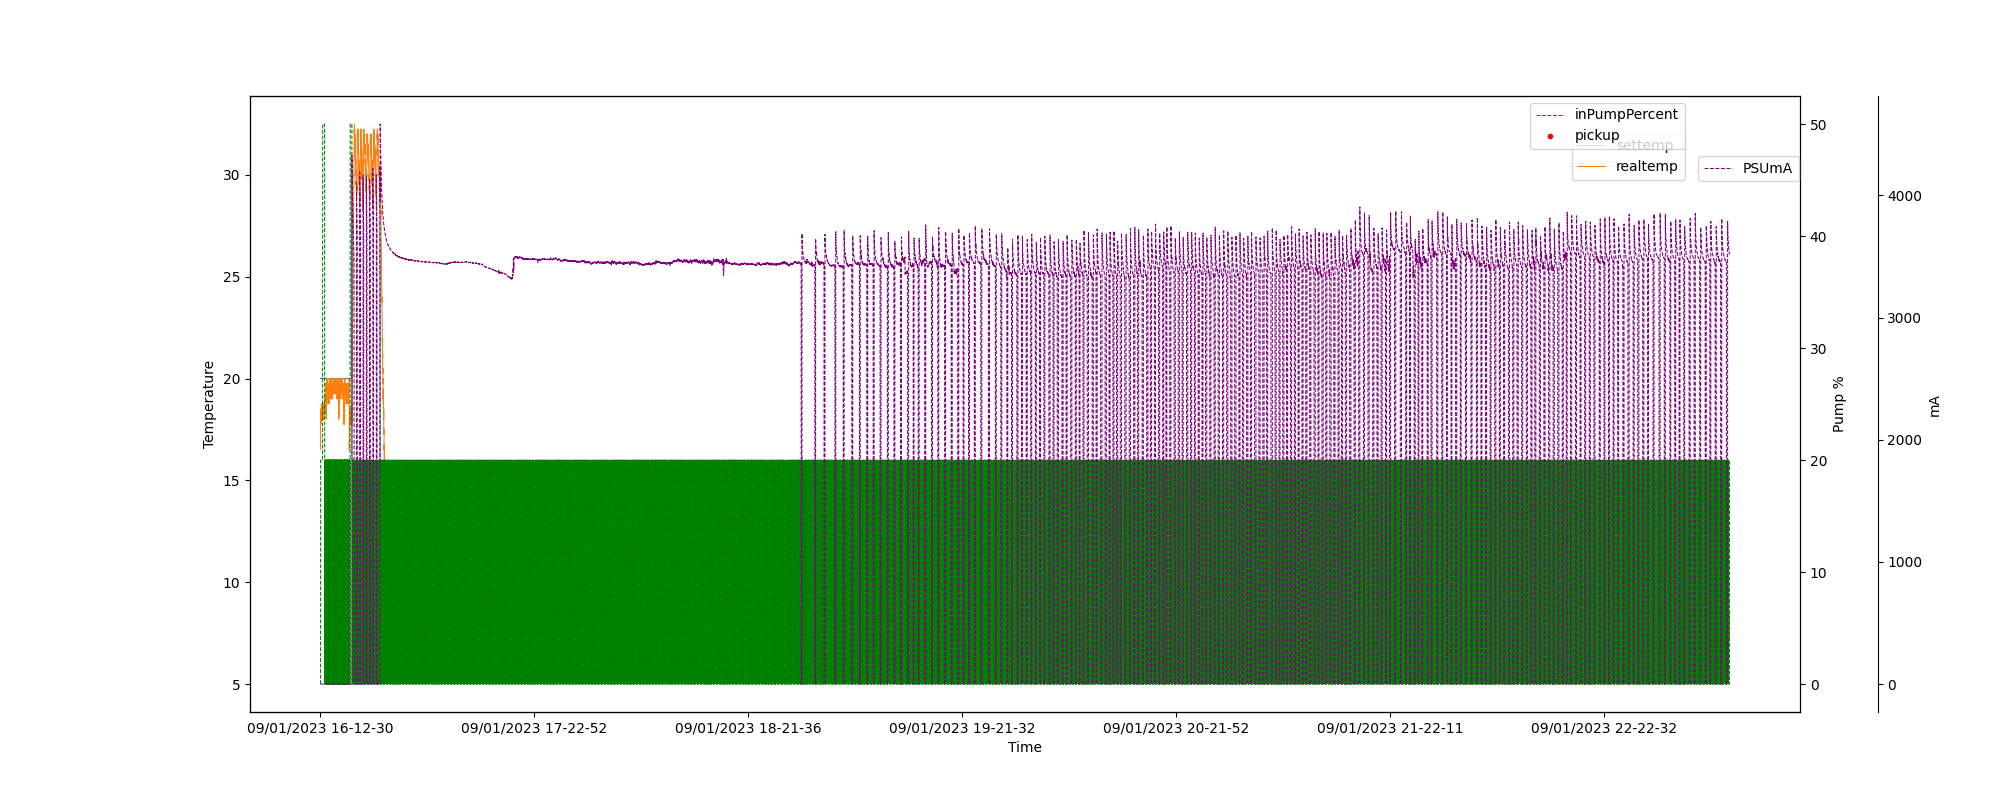 inPumpPercent
pickup
settemp
realtemp
PSUmA
30
25
20
15
10
5
Temperature
50
40
30
20
10
0
Pump %
4000
3000
2000
1000
0
mA
09/01/2023 16-12-30
09/01/2023 17-22-52
09/01/2023 18-21-36
09/01/2023 19-21-32
09/01/2023 20-21-52
09/01/2023 21-22-11
09/01/2023 22-22-32
Time